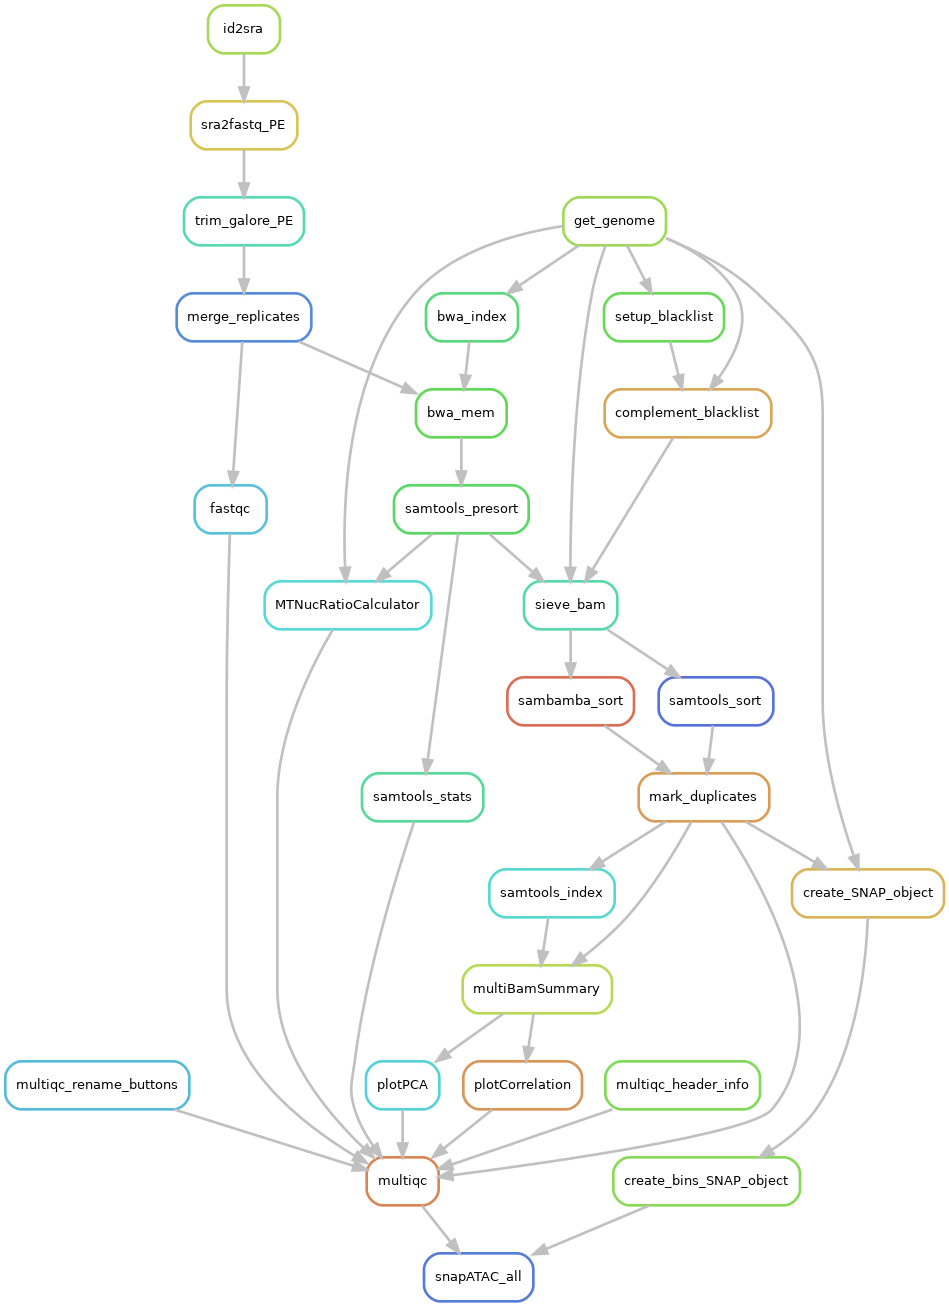 id2sra
sra2fastq_PE
trim_galore_PE
get_genome
merge_replicates
bwa_index
setup_blacklist
bwa_mem
complement_blacklist
fastqc
samtools_presort
MTNucRatioCalculator
sieve_bam
sambamba_sort
samtools_sort
samtools_stats
mark_duplicates
samtools_index
create_SNAP_object
multiBamSummary
multiqc_rename_buttons
plotPCA
plotCorrelation
multiqc_header_info
multiqc
create_bins_SNAP_object
snapATAC_all